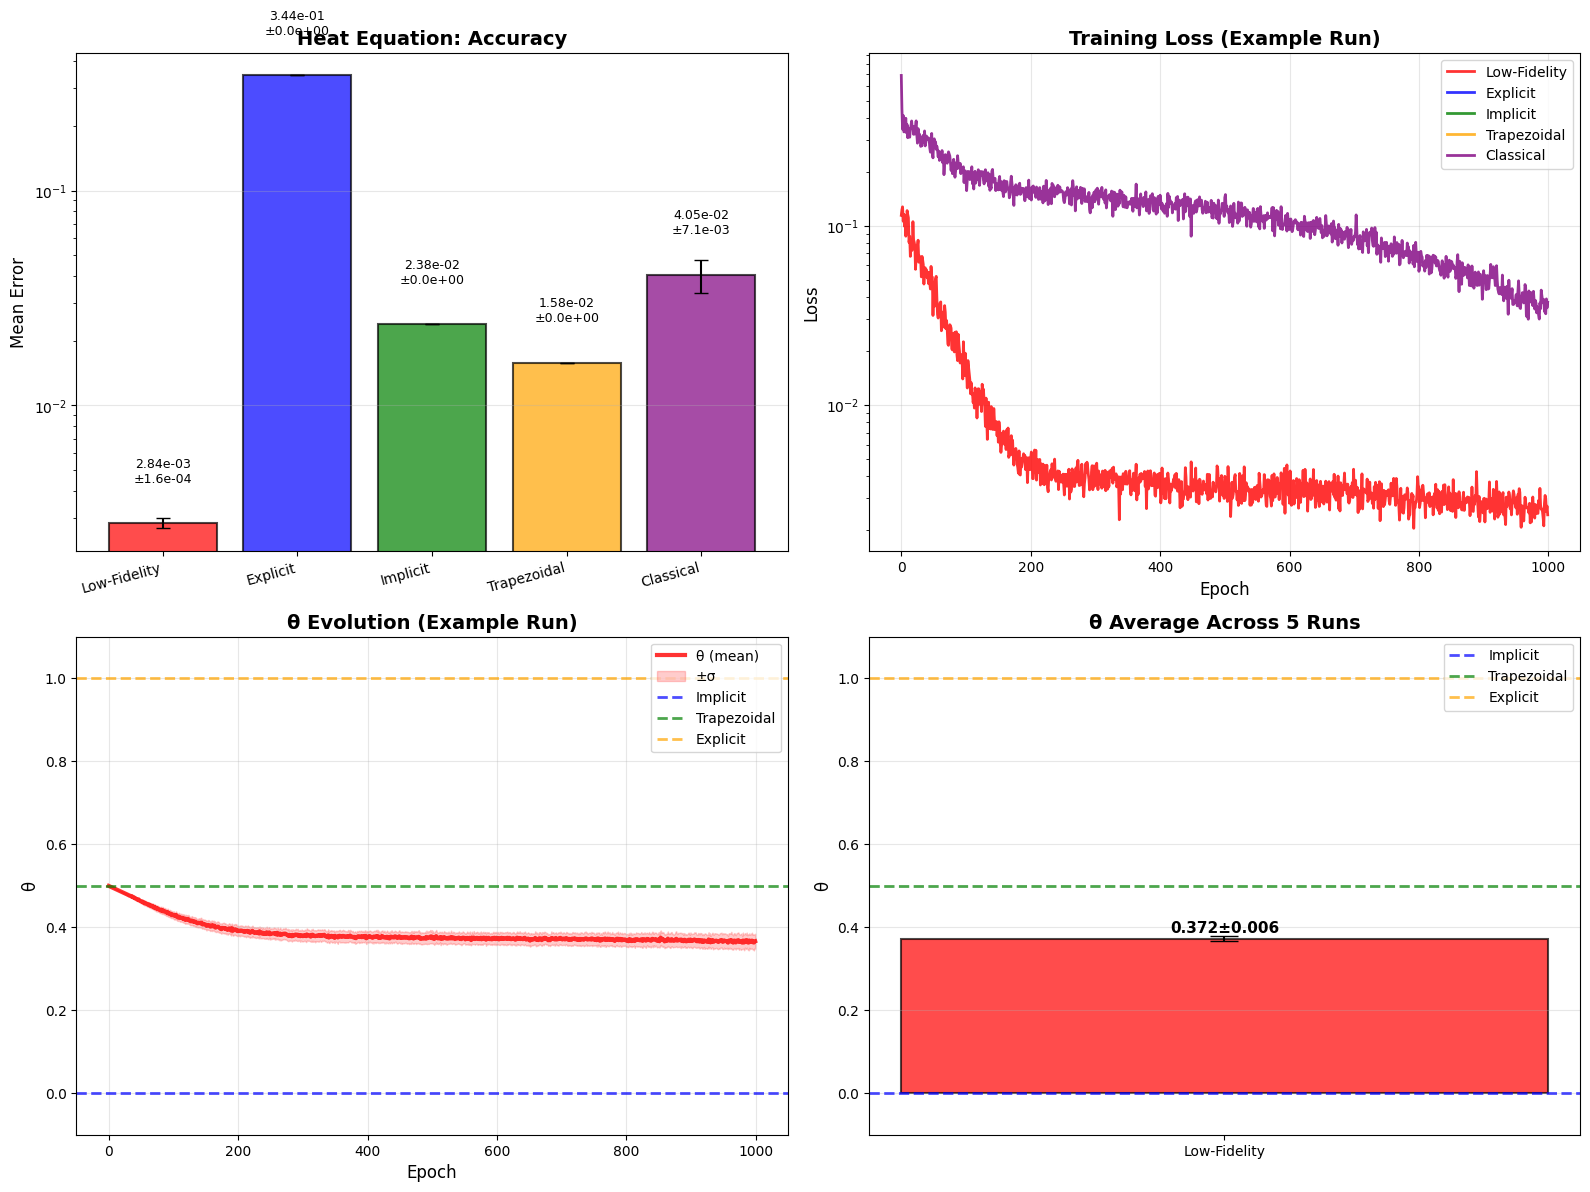 Heat Equation: Accuracy
3.44e-01
±0.0e+00
4.05e-02
±7.1e-03
2.38e-02
±0.0e+00
1.58e-02
±0.0e+00
2.84e-03
±1.6e-04
10⁻¹
10⁻²
Mean Error
Low-Fidelity
Explicit
Implicit
Trapezoidal
Classical
Training Loss (Example Run)
Low-Fidelity
Explicit
Implicit
Trapezoidal
Classical
10⁻¹
10⁻²
Loss
0 200 400 600 800 1000
Epoch
θ Evolution (Example Run)
θ (mean)
±σ
Implicit
Trapezoidal
Explicit
1.0
0.8
0.6
0.4
0.2
0.0
θ
0 200 400 600 800 1000
Epoch
θ Average Across 5 Runs
Implicit
Trapezoidal
Explicit
1.0
0.8
0.6
0.4
0.2
0.0
θ
0.372±0.006
Low-Fidelity